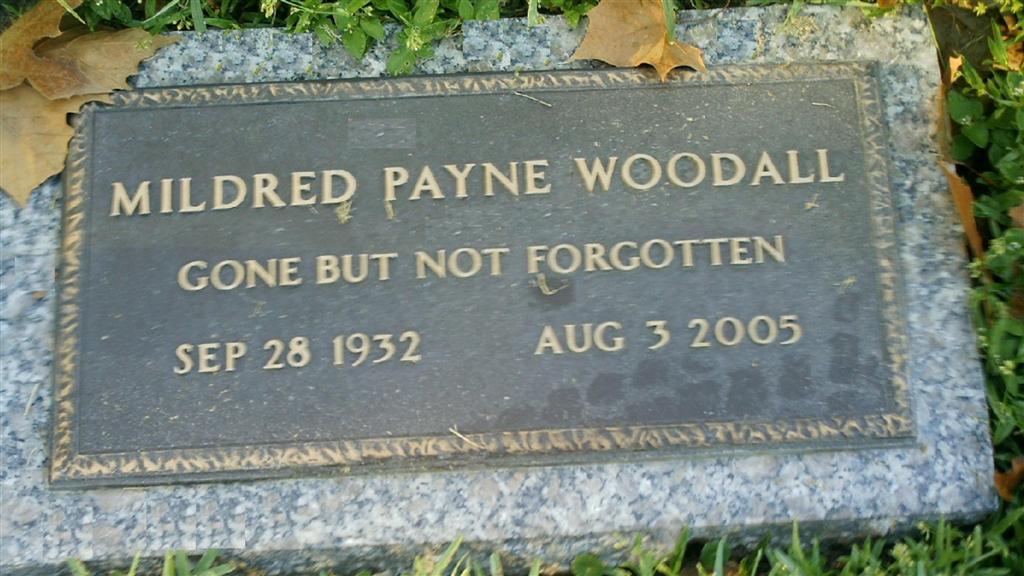 MILDRED PAYNE WOODALL
GONE BUT NOT FORGOTTEN
SEP 28 1932 AUG 3 2005